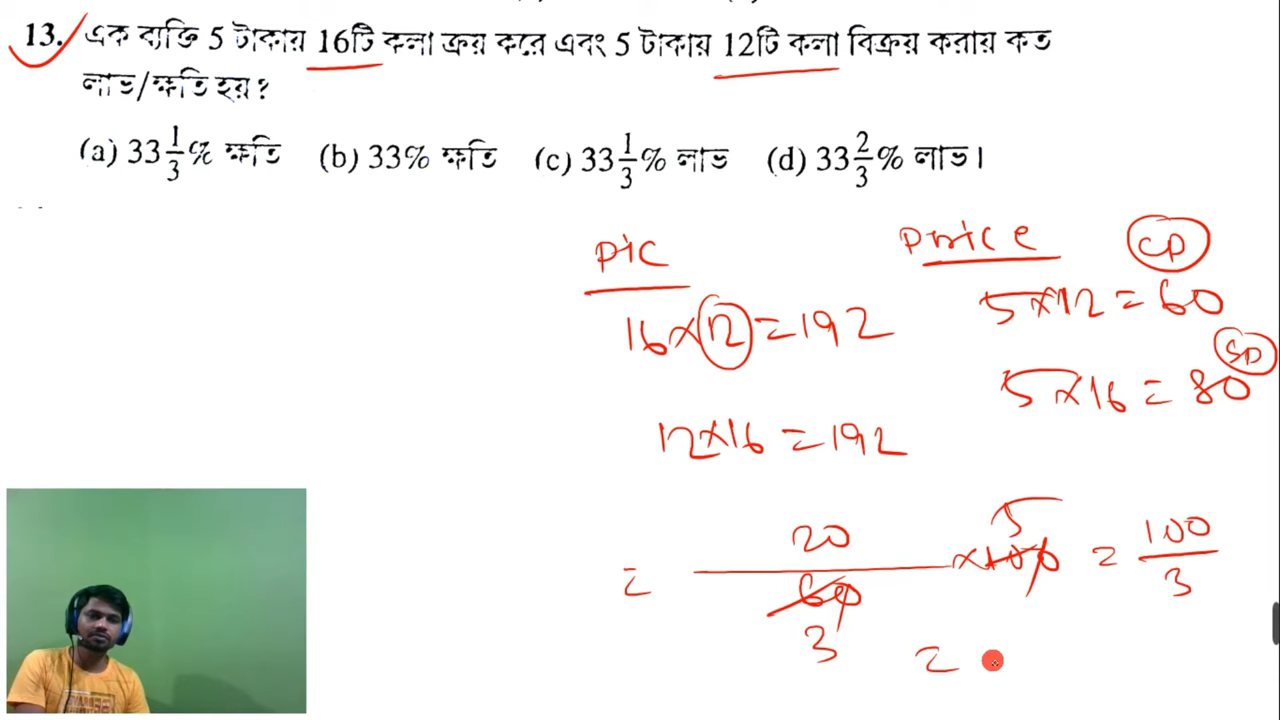 13. এক ব্যক্তি 5 টাকায় 16টি কলা ক্রয় করে এবং 5 টাকায় 12টি কলা বিক্রয় করায় কত
লাভ/ক্ষতি হয়?
(a) 33 1/3 % ক্ষতি (b) 33% ক্ষতি (c) 33 1/3 % লাভ (d) 33 2/3 % লাভ।
Pic Price CP
16×12=192 5×12=60
SP
5×16=80
12×16=192
= 20/60 ×100 = 100/3
5
3
=